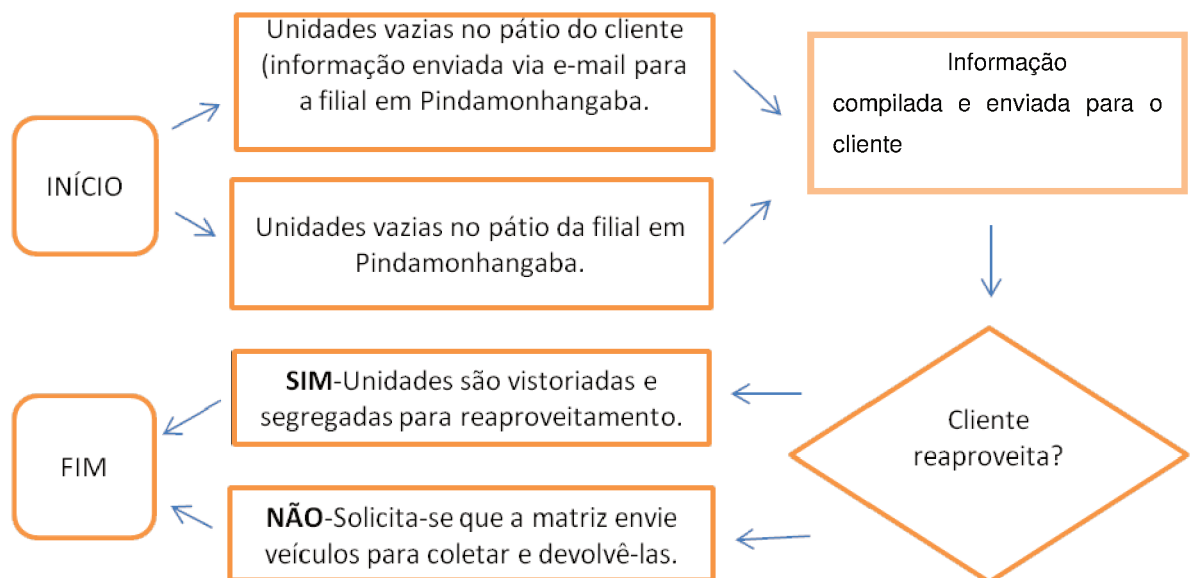 INÍCIO
Unidades vazias no pátio do cliente
(informação enviada via e-mail para
a filial em Pindamonhangaba.
Unidades vazias no pátio da filial em
Pindamonhangaba.
Informação
compilada e enviada para o
cliente
Cliente
reaproveita?
SIM-Unidades são vistoriadas e
segregadas para reaproveitamento.
NÃO-Solicita-se que a matriz envie
veículos para coletar e devolvê-las.
FIM